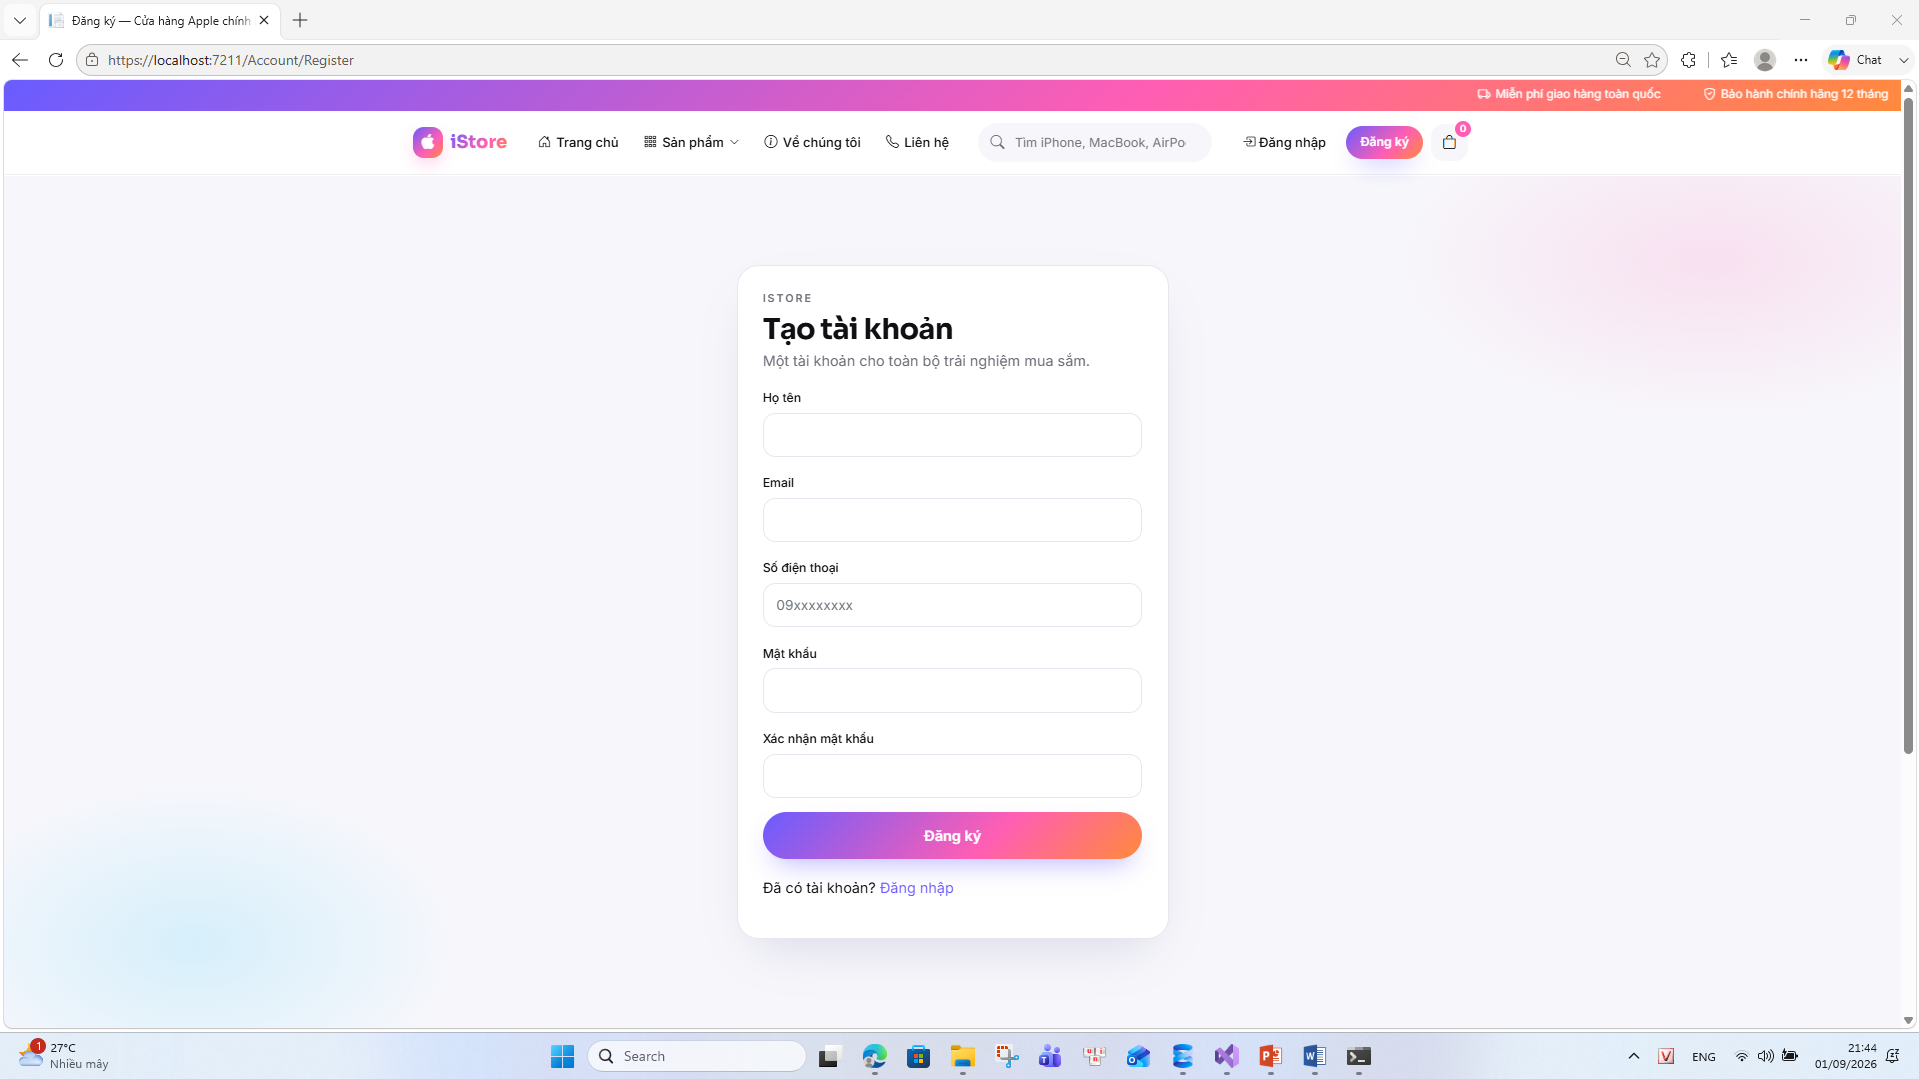 Đăng ký — Cửa hàng Apple chính
https://localhost:7211/Account/Register
Chat
Miễn phí giao hàng toàn quốc
Bảo hành chính hãng 12 tháng
iStore
Trang chủ
Sản phẩm
Về chúng tôi
Liên hệ
Tìm iPhone, MacBook, AirPo
Đăng nhập
Đăng ký
0
ISTORE
Tạo tài khoản
Một tài khoản cho toàn bộ trải nghiệm mua sắm.
Họ tên
Email
Số điện thoại
09xxxxxxxx
Mật khẩu
Xác nhận mật khẩu
Đăng ký
Đã có tài khoản? Đăng nhập
1
27°C
Nhiều mây
Search
V
ENG
21:44
01/09/2026